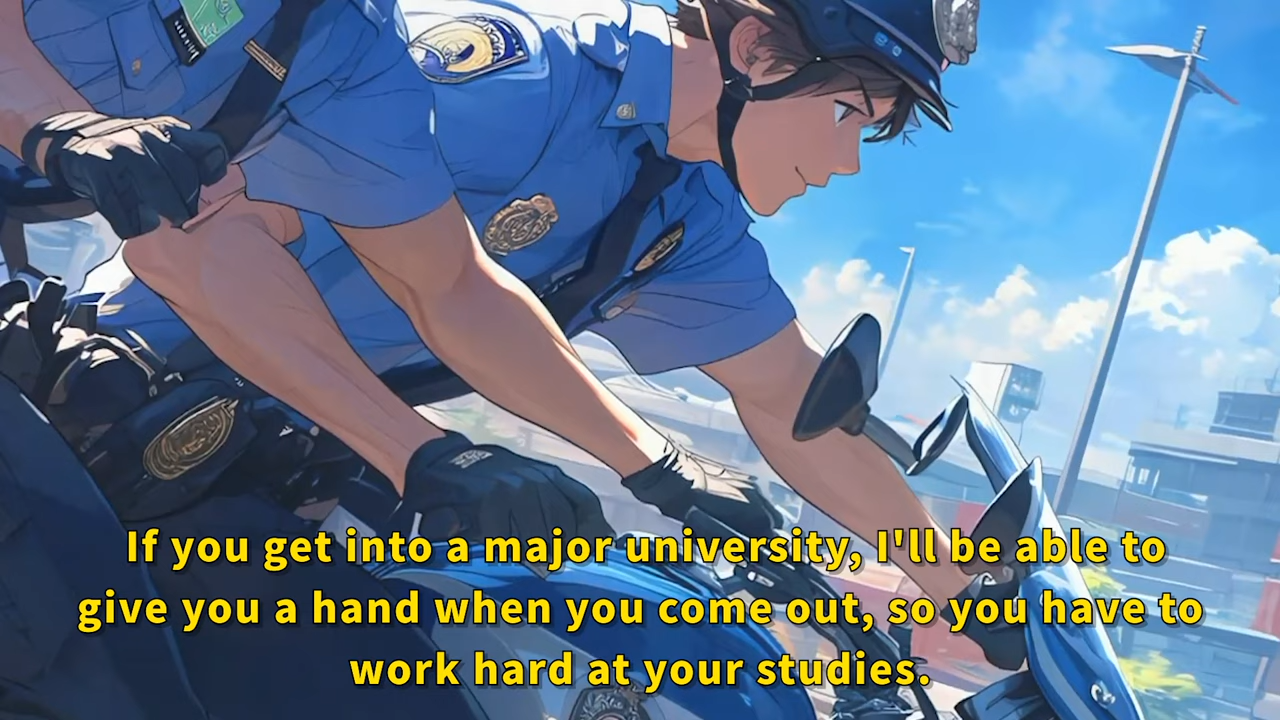 If you get into a major university, I'll be able to
give you a hand when you come out, so you have to
work hard at your studies.